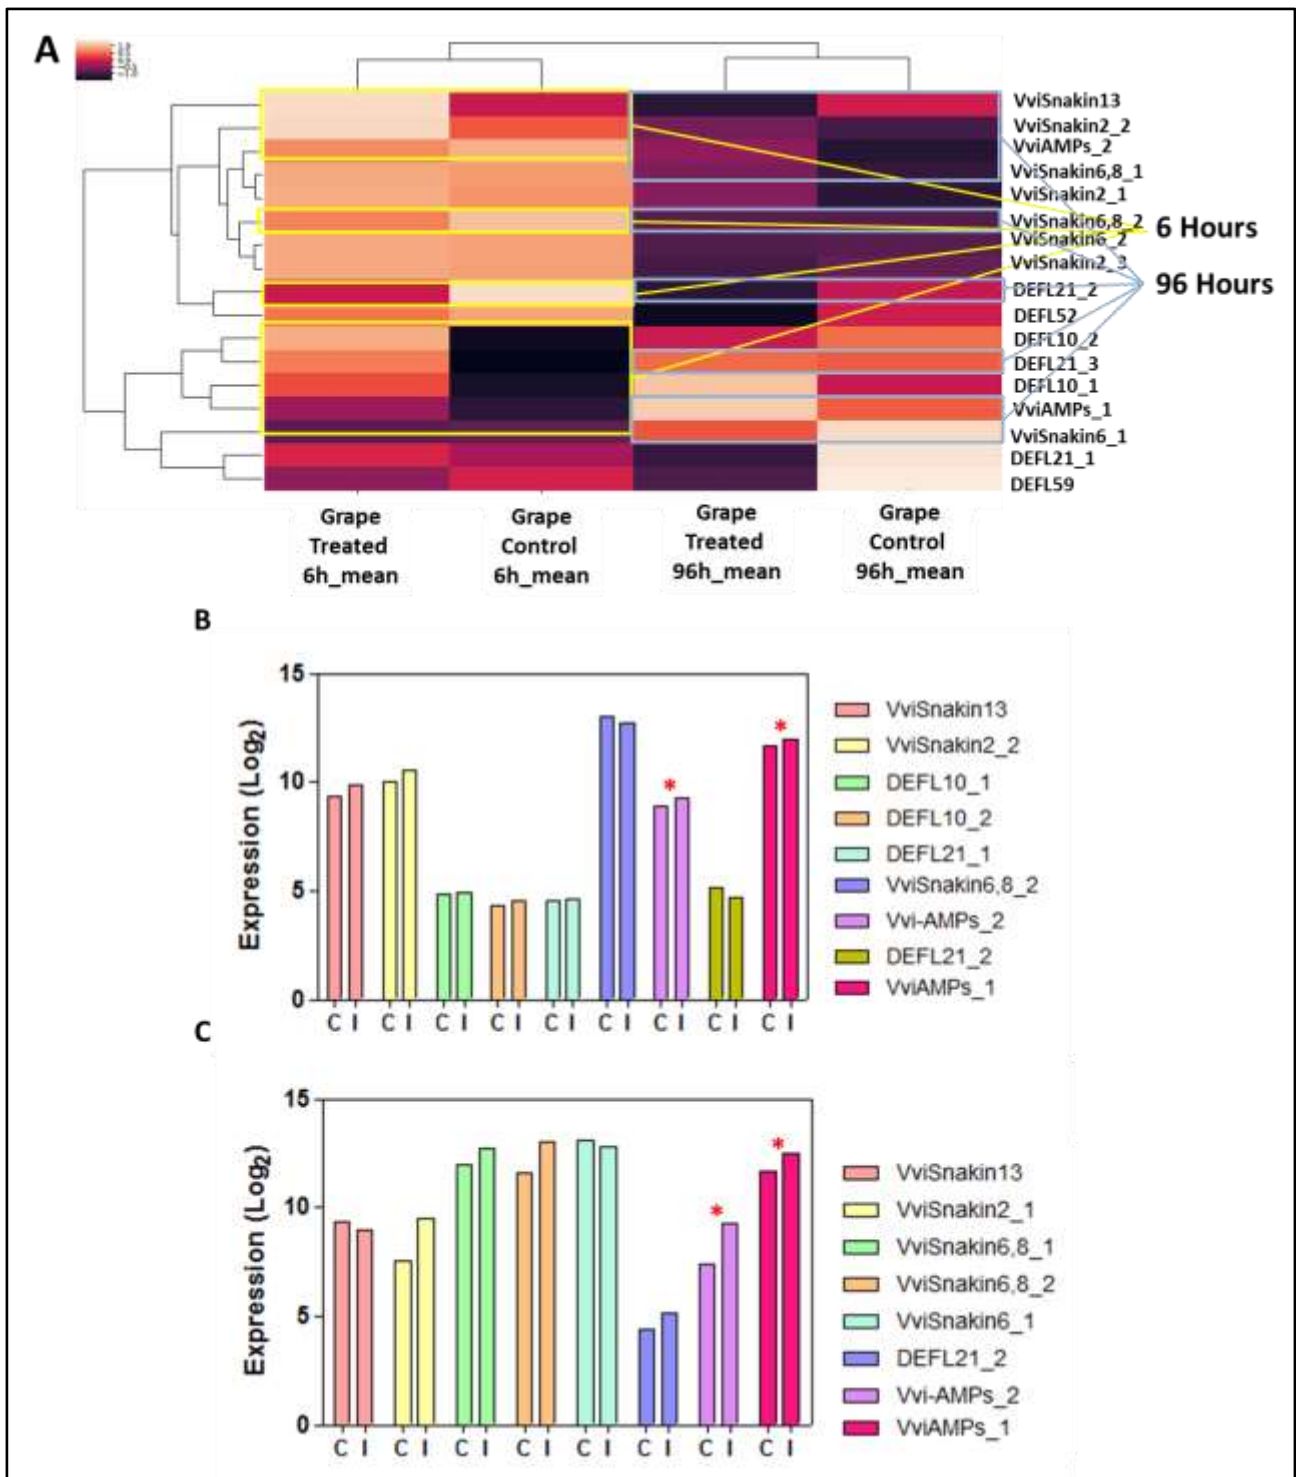 A
VviSnakin13
VviSnakin2_2
VviAMPs_2
VviSnakin6,8_1
VviSnakin2_1
VviSnakin6,8_2
VviSnakin6_2
VviSnakin2_3
DEFL21_2
DEFL52
DEFL10_2
DEFL21_3
DEFL10_1
VviAMPs_1
VviSnakin6_1
DEFL21_1
DEFL59
6 Hours
96 Hours
Grape Treated 6h_mean
Grape Control 6h_mean
Grape Treated 96h_mean
Grape Control 96h_mean
B
Expression (Log2)
15
10
5
0
C I C I C I C I C I C I C I C I C I
*
*
VviSnakin13
VviSnakin2_2
DEFL10_1
DEFL10_2
DEFL21_1
VviSnakin6,8_2
Vvi-AMPs_2
DEFL21_2
VviAMPs_1
C
Expression (Log2)
15
10
5
0
C I C I C I C I C I C I C I C I
*
*
VviSnakin13
VviSnakin2_1
VviSnakin6,8_1
VviSnakin6,8_2
VviSnakin6_1
DEFL21_2
Vvi-AMPs_2
VviAMPs_1